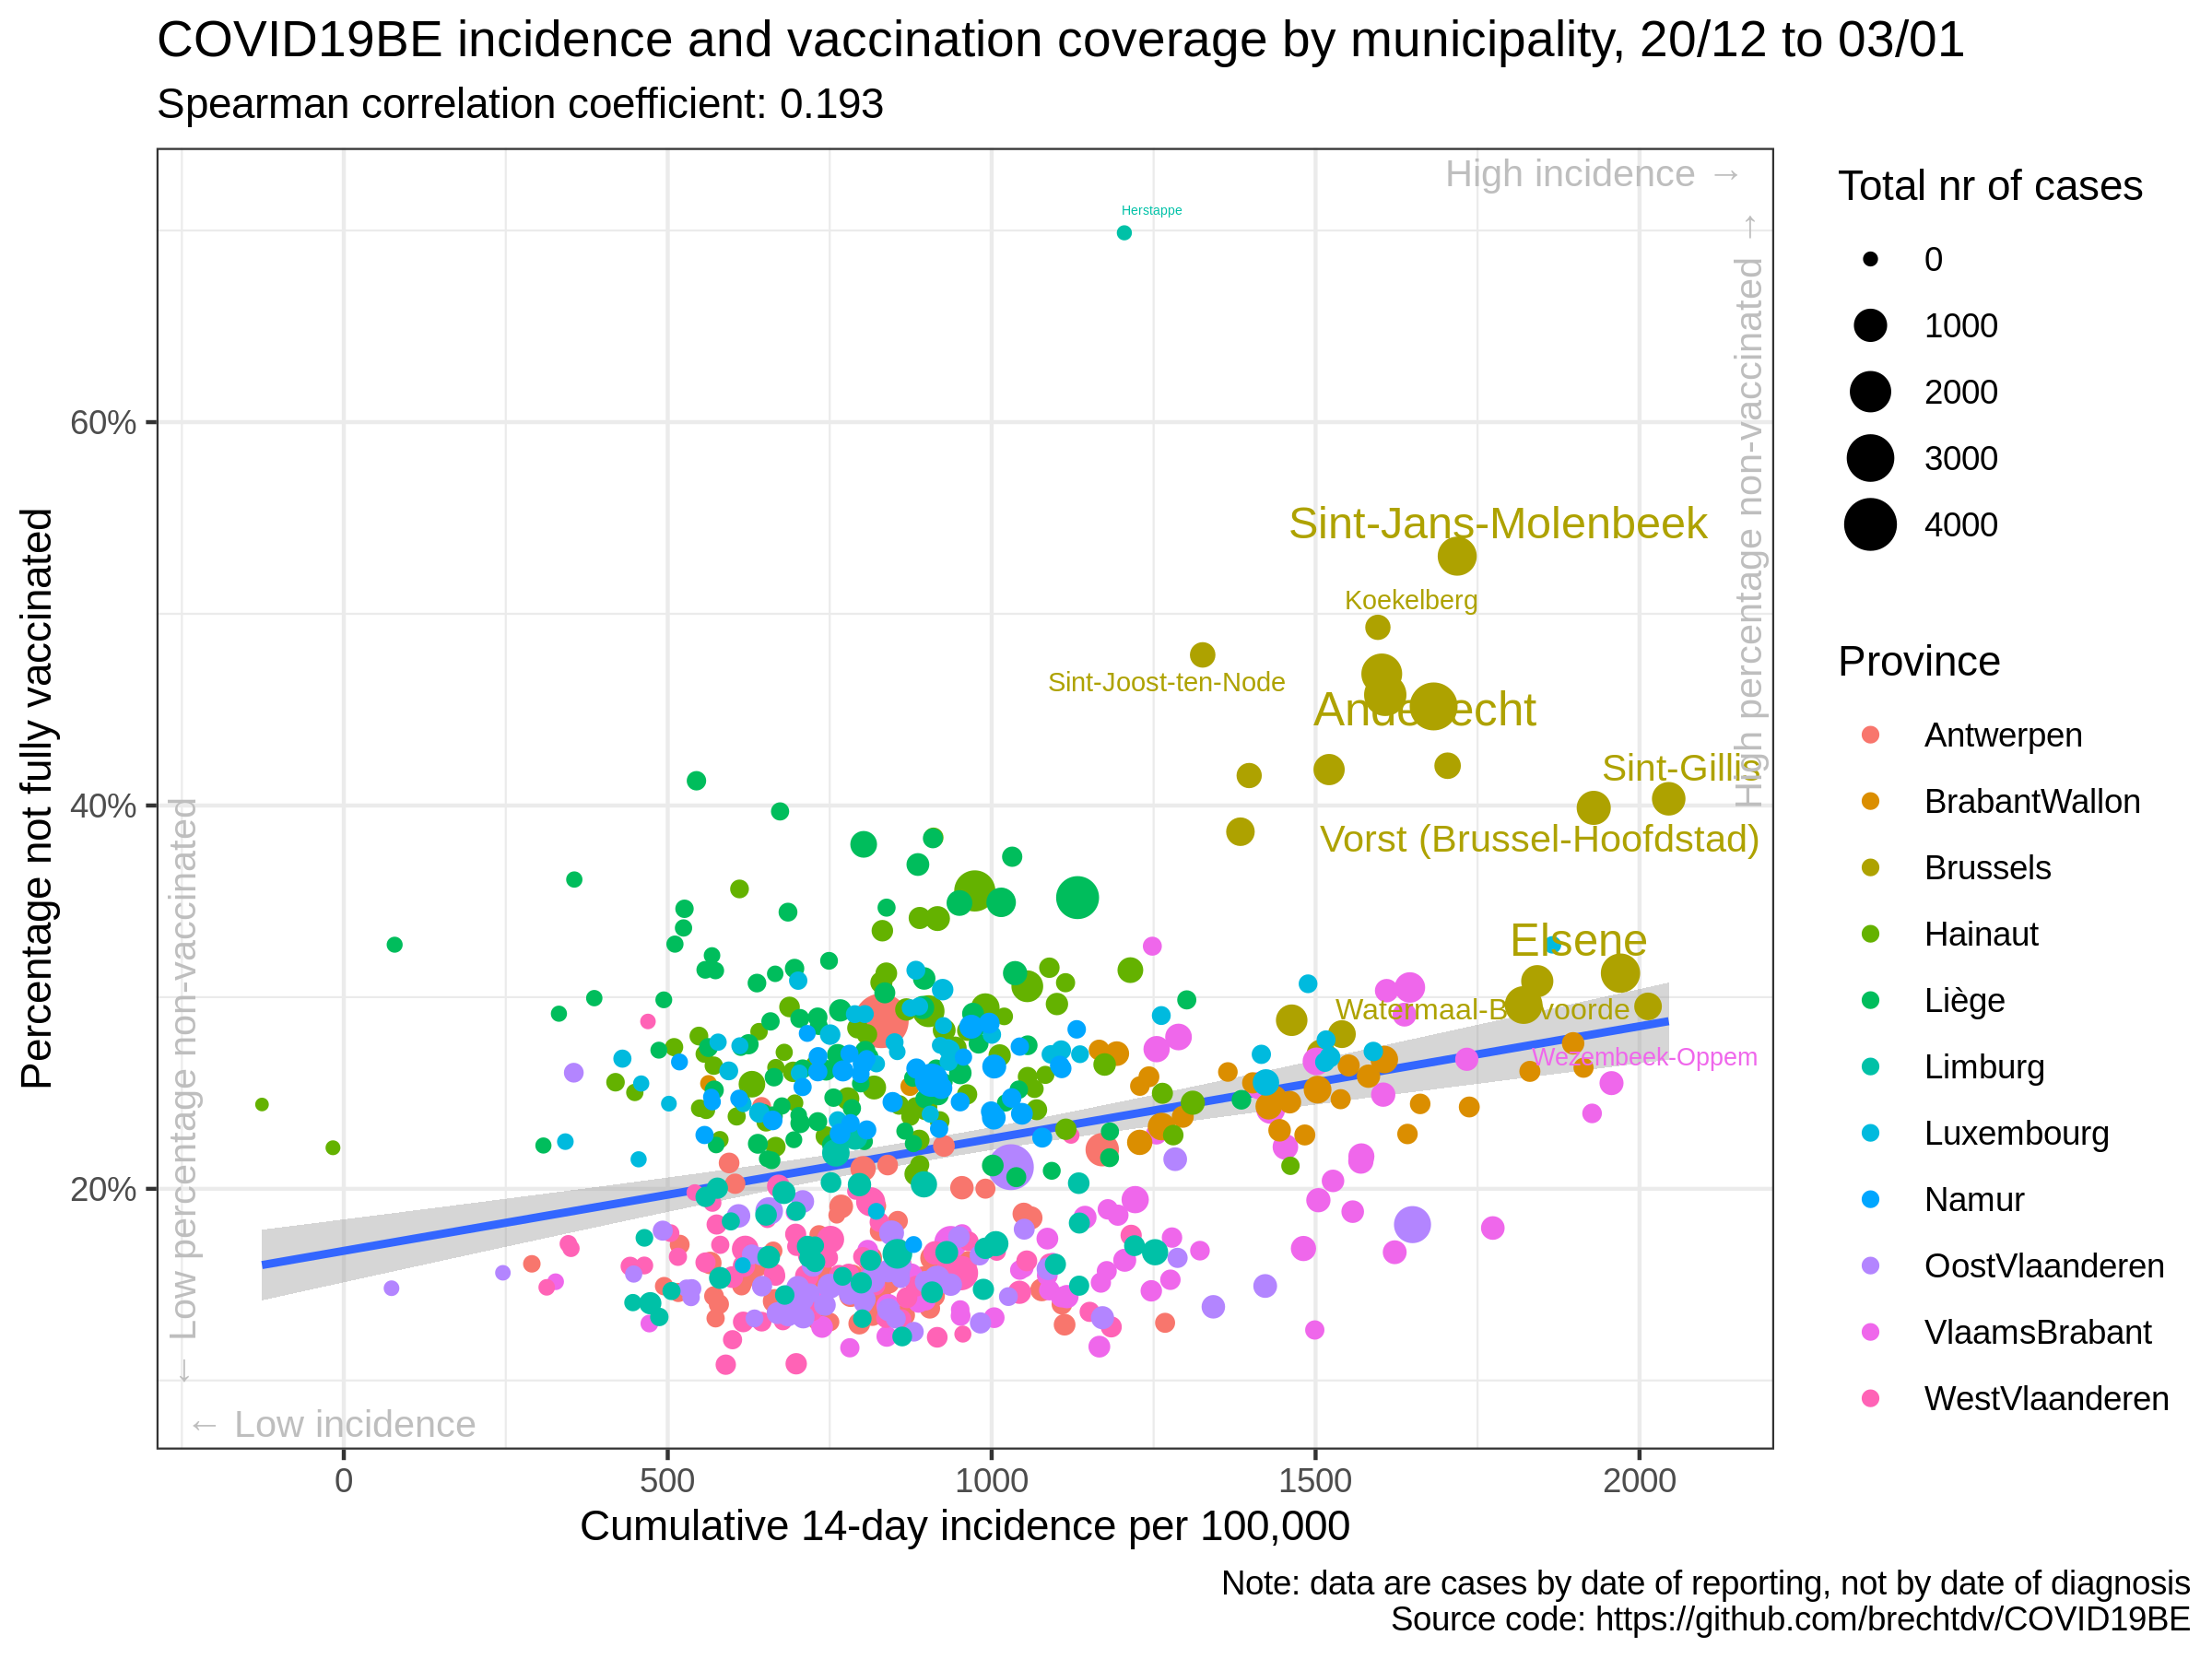 COVID19BE incidence and vaccination coverage by municipality, 20/12 to 03/01
Spearman correlation coefficient: 0.193
High incidence →
High percentage non-vaccinated →
Herstappe
Sint-Jans-Molenbeek
Koekelberg
Sint-Joost-ten-Node
Anderlecht
Sint-Gillis
Vorst (Brussel-Hoofdstad)
Elsene
Watermaal-Bosvoorde
Wezembeek-Oppem
← Low percentage non-vaccinated
← Low incidence
Percentage not fully vaccinated
60%
40%
20%
0
500
1000
1500
2000
Cumulative 14-day incidence per 100,000
Total nr of cases
0
1000
2000
3000
4000
Province
Antwerpen
BrabantWallon
Brussels
Hainaut
Liège
Limburg
Luxembourg
Namur
OostVlaanderen
VlaamsBrabant
WestVlaanderen
Note: data are cases by date of reporting, not by date of diagnosis
Source code: https://github.com/brechtdv/COVID19BE